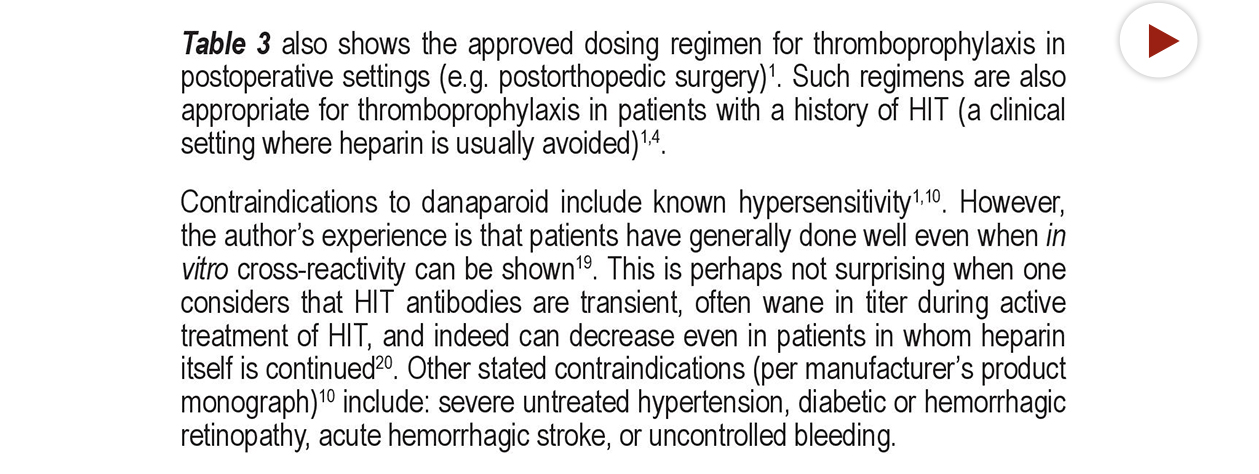 Table 3 also shows the approved dosing regimen for thromboprophylaxis in
postoperative settings (e.g. postorthopedic surgery)¹. Such regimens are also
appropriate for thromboprophylaxis in patients with a history of HIT (a clinical
setting where heparin is usually avoided)¹,⁴.
Contraindications to danaparoid include known hypersensitivity¹,¹⁰. However,
the author’s experience is that patients have generally done well even when in
vitro cross-reactivity can be shown¹⁹. This is perhaps not surprising when one
considers that HIT antibodies are transient, often wane in titer during active
treatment of HIT, and indeed can decrease even in patients in whom heparin
itself is continued²⁰. Other stated contraindications (per manufacturer’s product
monograph)¹⁰ include: severe untreated hypertension, diabetic or hemorrhagic
retinopathy, acute hemorrhagic stroke, or uncontrolled bleeding.